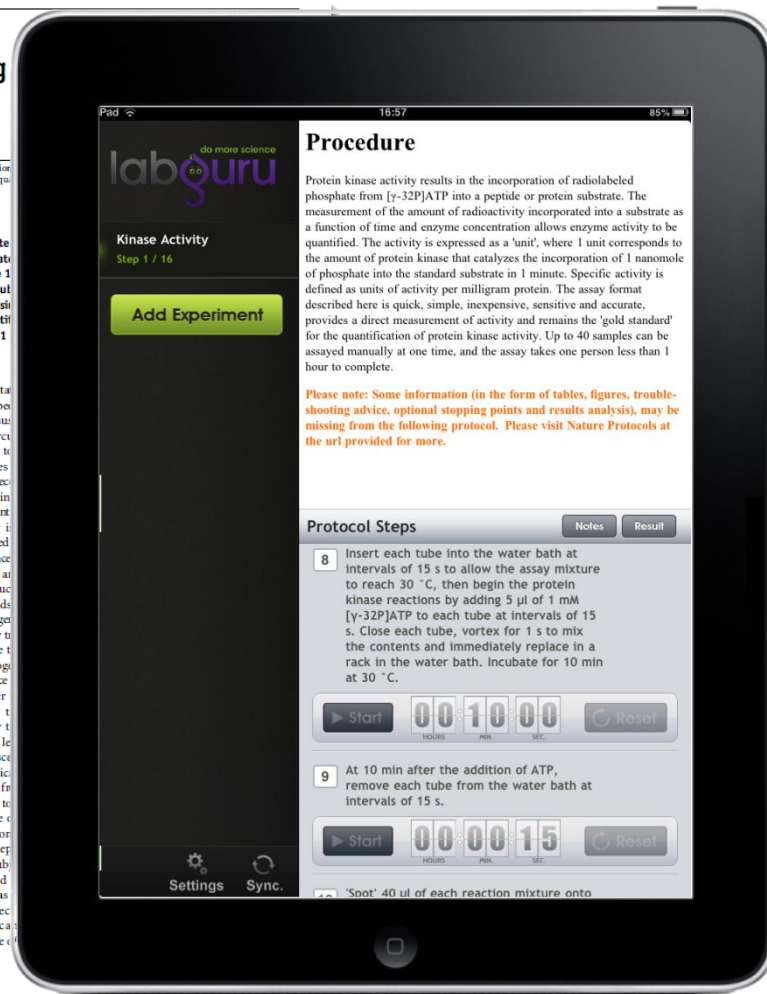 Pad
16:57
85%
do more science
labguru
Kinase Activity
Step 1 / 16
Add Experiment
Settings Sync.
Procedure
Protein kinase activity results in the incorporation of radiolabeled
phosphate from [γ-32P]ATP into a peptide or protein substrate. The
measurement of the amount of radioactivity incorporated into a substrate as
a function of time and enzyme concentration allows enzyme activity to be
quantified. The activity is expressed as a 'unit', where 1 unit corresponds to
the amount of protein kinase that catalyzes the incorporation of 1 nanomole
of phosphate into the standard substrate in 1 minute. Specific activity is
defined as units of activity per milligram protein. The assay format
described here is quick, simple, inexpensive, sensitive and accurate,
provides a direct measurement of activity and remains the 'gold standard'
for the quantification of protein kinase activity. Up to 40 samples can be
assayed manually at one time, and the assay takes one person less than 1
hour to complete.
Please note: Some information (in the form of tables, figures, trouble-
shooting advice, optional stopping points and results analysis), may be
missing from the following protocol. Please visit Nature Protocols at
the url provided for more.
Protocol Steps
Notes Result
8 Insert each tube into the water bath at
intervals of 15 s to allow the assay mixture
to reach 30 °C, then begin the protein
kinase reactions by adding 5 µl of 1 mM
[γ-32P]ATP to each tube at intervals of 15
s. Close each tube, vortex for 1 s to mix
the contents and immediately replace in a
rack in the water bath. Incubate for 10 min
at 30 °C.
Start 00:10:00 Reset
HOURS MIN. SEC.
9 At 10 min after the addition of ATP,
remove each tube from the water bath at
intervals of 15 s.
Start 00:00:15 Reset
HOURS MIN. SEC.
'Spot' 40 µl of each reaction mixture onto